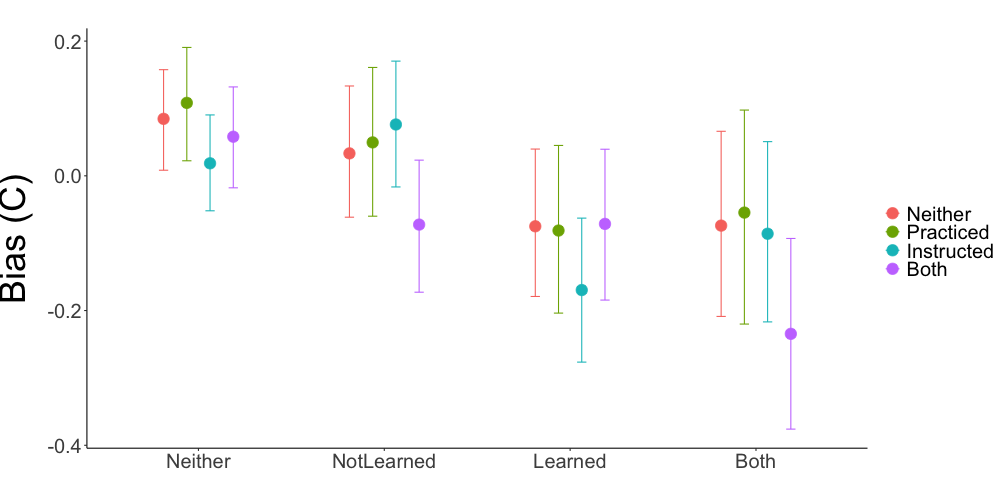 0.2
0.0
-0.2
-0.4
Bias (C)
Neither
NotLearned
Learned
Both
Neither
Practiced
Instructed
Both